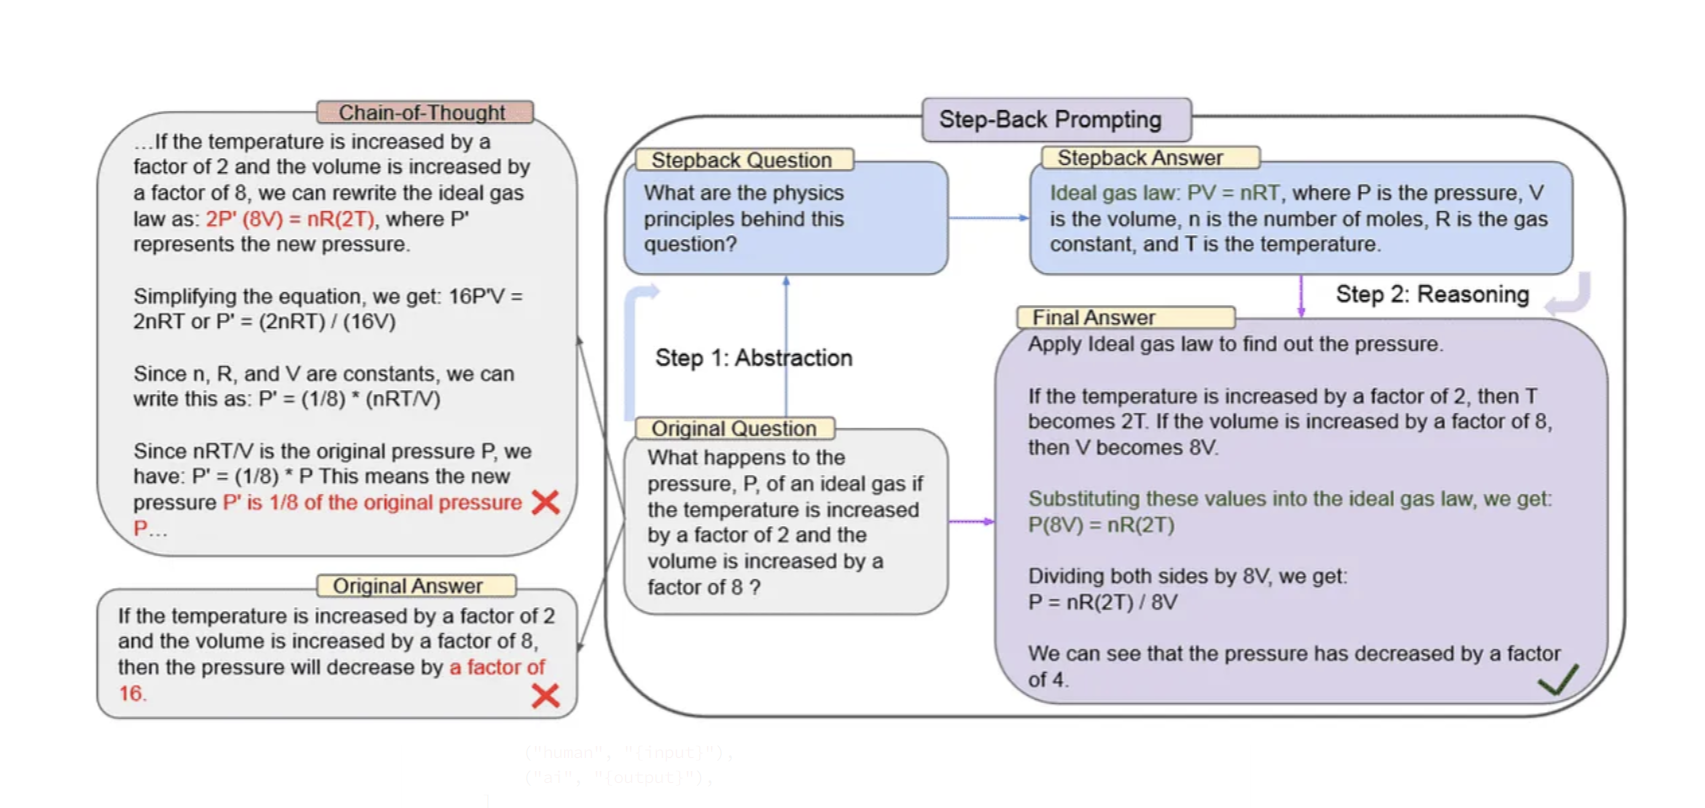 Chain-of-Thought
...If the temperature is increased by a
factor of 2 and the volume is increased by
a factor of 8, we can rewrite the ideal gas
law as: 2P' (8V) = nR(2T), where P'
represents the new pressure.
Simplifying the equation, we get: 16P'V =
2nRT or P' = (2nRT) / (16V)
Since n, R, and V are constants, we can
write this as: P' = (1/8) * (nRT/V)
Since nRT/V is the original pressure P, we
have: P' = (1/8) * P This means the new
pressure P' is 1/8 of the original pressure
P...
Original Answer
If the temperature is increased by a factor of 2
and the volume is increased by a factor of 8,
then the pressure will decrease by a factor of
16.
Step-Back Prompting
Stepback Question
What are the physics
principles behind this
question?
Stepback Answer
Ideal gas law: PV = nRT, where P is the pressure, V
is the volume, n is the number of moles, R is the gas
constant, and T is the temperature.
Step 1: Abstraction
Step 2: Reasoning
Original Question
What happens to the
pressure, P, of an ideal gas if
the temperature is increased
by a factor of 2 and the
volume is increased by a
factor of 8 ?
Final Answer
Apply Ideal gas law to find out the pressure.
If the temperature is increased by a factor of 2, then T
becomes 2T. If the volume is increased by a factor of 8,
then V becomes 8V.
Substituting these values into the ideal gas law, we get:
P(8V) = nR(2T)
Dividing both sides by 8V, we get:
P = nR(2T) / 8V
We can see that the pressure has decreased by a factor
of 4.
("human", "{input}"),
("ai", "{output}"),